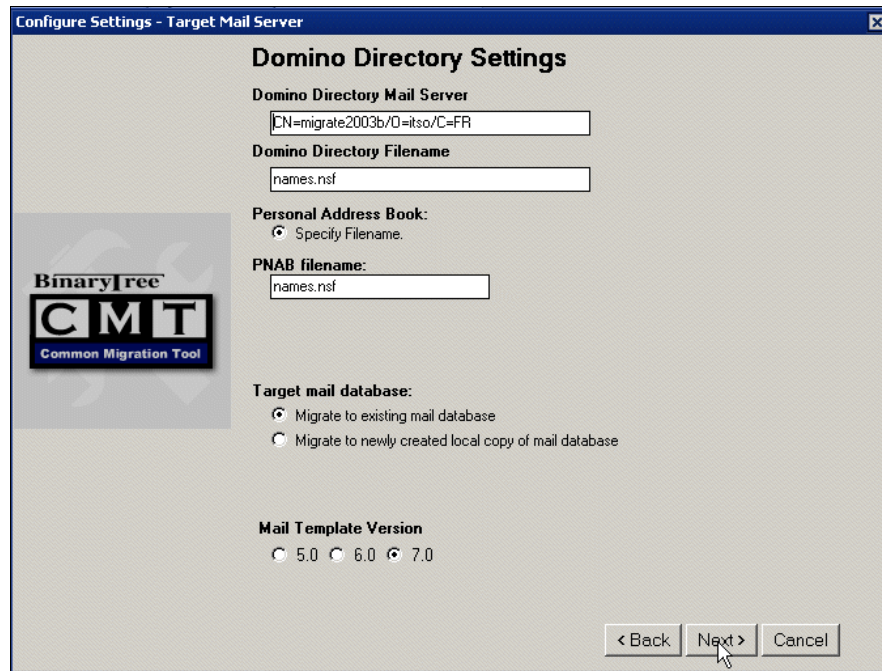 Configure Settings - Target Mail Server
Domino Directory Settings
Domino Directory Mail Server
CN=migrate2003b/O=itso/C=FR
Domino Directory Filename
names.nsf
Personal Address Book:
Specify Filename.
PNAB filename:
names.nsf
BinaryTree
CMT
Common Migration Tool
Target mail database:
Migrate to existing mail database
Migrate to newly created local copy of mail database
Mail Template Version
5.0 6.0 7.0
< Back Next > Cancel